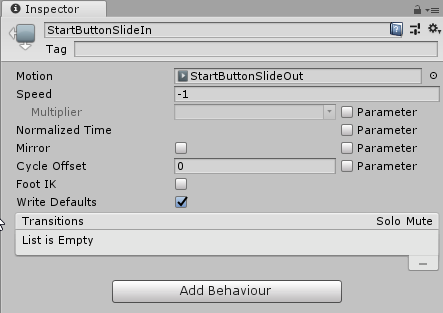 Inspector
StartButtonSlideIn
Tag
Motion StartButtonSlideOut
Speed -1
Multiplier Parameter
Normalized Time Parameter
Mirror Parameter
Cycle Offset 0 Parameter
Foot IK
Write Defaults
Transitions Solo Mute
List is Empty
Add Behaviour